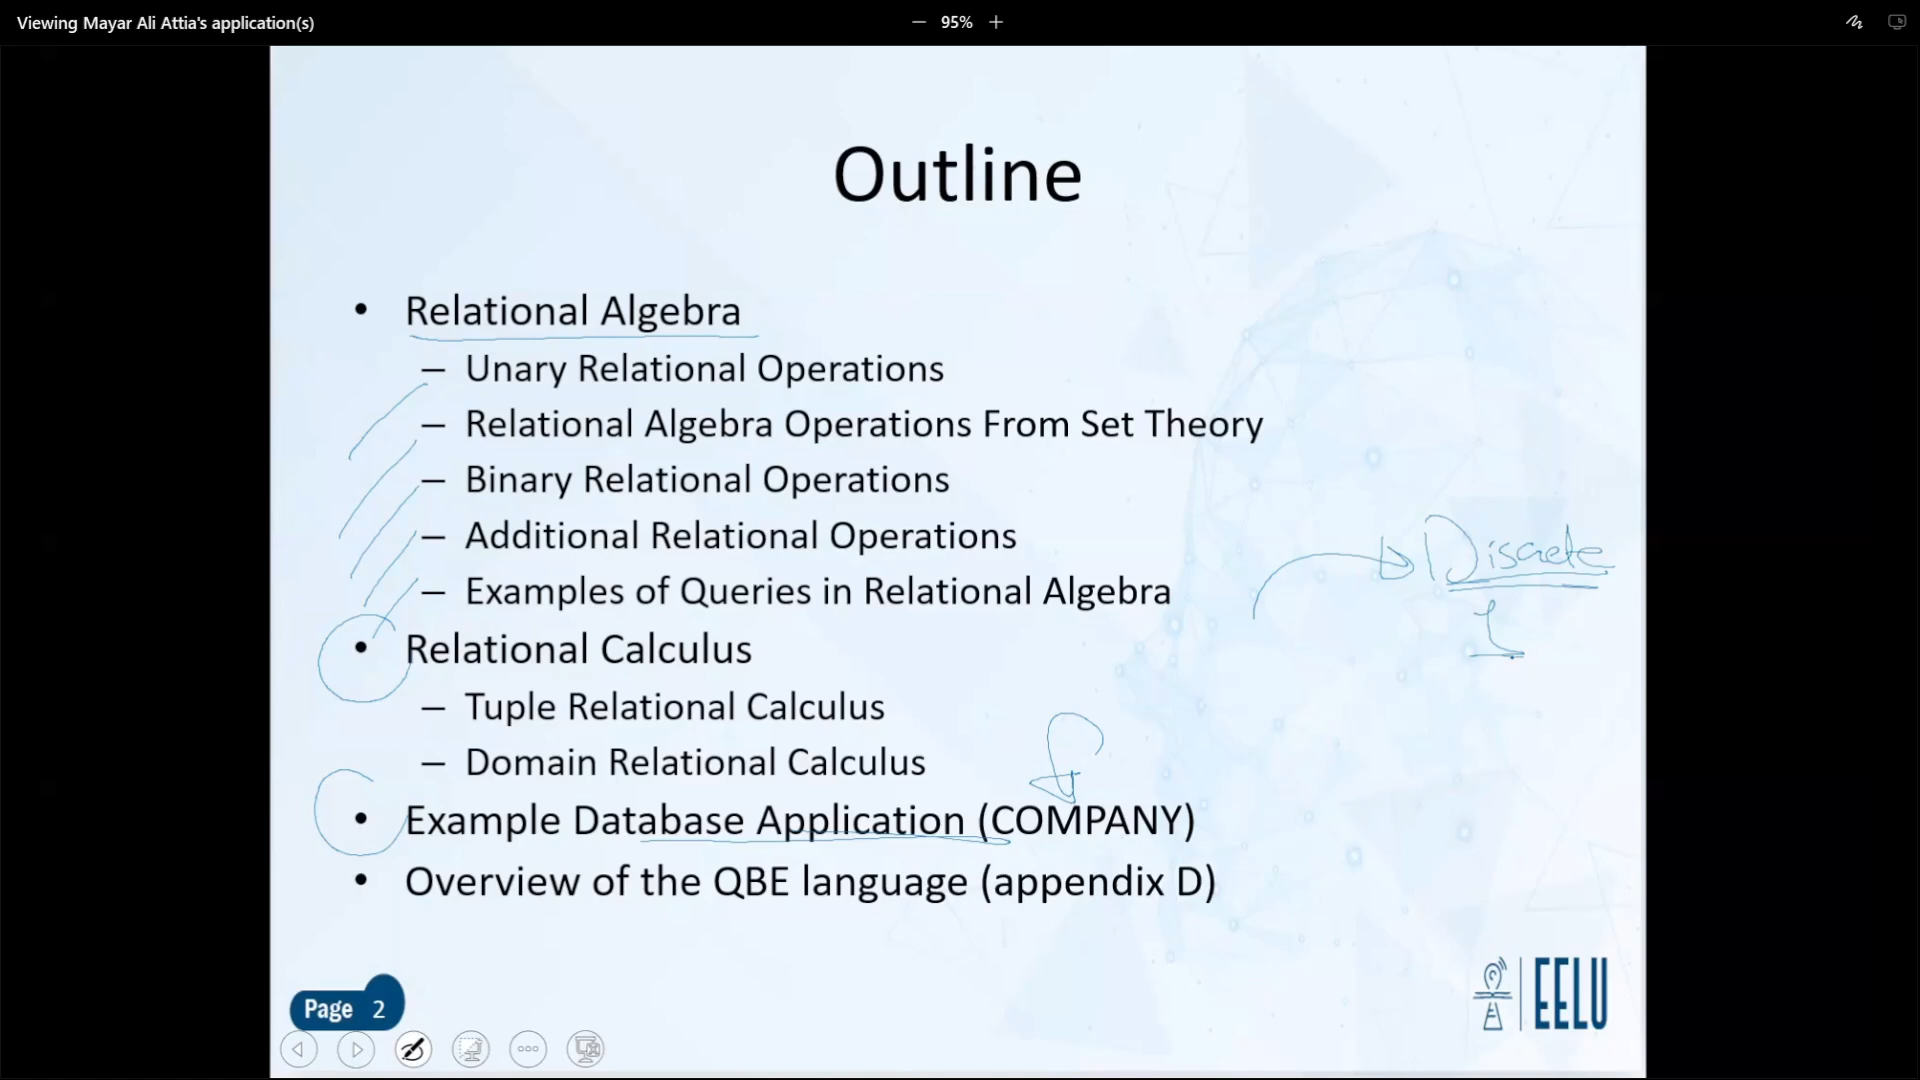 Viewing Mayar Ali Attia's application(s)
95%
Outline
• Relational Algebra
– Unary Relational Operations
– Relational Algebra Operations From Set Theory
– Binary Relational Operations
– Additional Relational Operations
– Examples of Queries in Relational Algebra
Discrete
1
• Relational Calculus
– Tuple Relational Calculus
– Domain Relational Calculus
• Example Database Application (COMPANY)
• Overview of the QBE language (appendix D)
Page 2
EELU